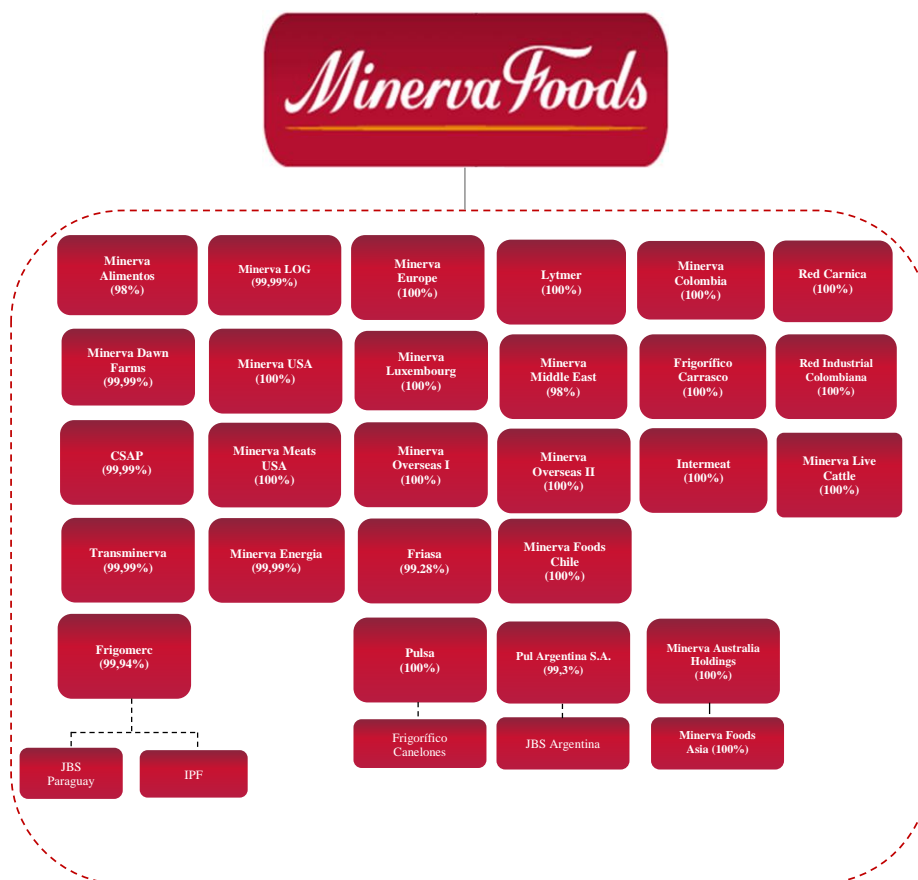 Minerva Foods
Minerva
Alimentos
(98%)
Minerva LOG
(99,99%)
Minerva
Europe
(100%)
Lytmer
(100%)
Minerva
Colombia
(100%)
Red Carnica
(100%)
Minerva Dawn
Farms
(99,99%)
Minerva USA
(100%)
Minerva
Luxembourg
(100%)
Minerva
Middle East
(98%)
Frigorífico
Carrasco
(100%)
Red Industrial
Colombiana
(100%)
CSAP
(99,99%)
Minerva Meats
USA
(100%)
Minerva
Overseas I
(100%)
Minerva
Overseas II
(100%)
Intermeat
(100%)
Minerva Live
Cattle
(100%)
Transminerva
(99,99%)
Minerva Energia
(99,99%)
Friasa
(99.28%)
Minerva Foods
Chile
(100%)
Frigomerc
(99,94%)
Pulsa
(100%)
Pul Argentina S.A.
(99,3%)
Minerva Australia
Holdings
(100%)
JBS
Paraguay
IPF
Frigorífico
Canelones
JBS Argentina
Minerva Foods
Asia (100%)